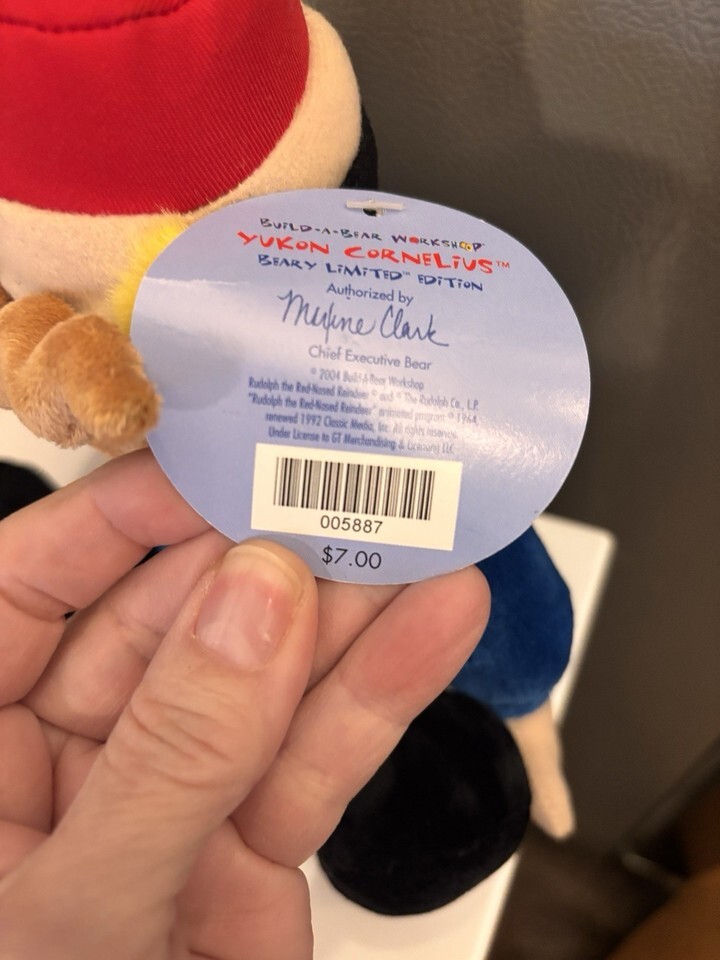 BUILD-A-BEAR WORKSHOP®
YUKON CORNELIUS™
BEARY LIMITED™ EDITION
Authorized by
Maxine Clark
Chief Executive Bear
© 2004 Build-A-Bear Workshop
Rudolph the Red-Nosed Reindeer © and ® The Rudolph Co., L.P.
"Rudolph the Red-Nosed Reindeer" animated program © 1964,
renewed 1992 Classic Media, Inc. All rights reserved.
Under License to GT Merchandising & Licensing LLC
005887
$7.00